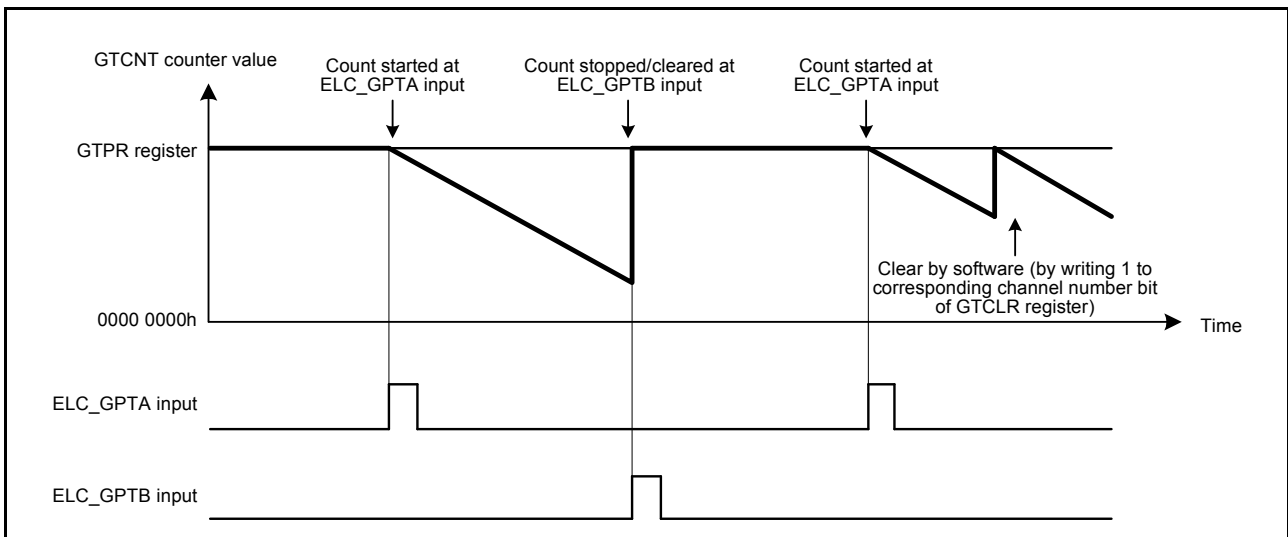 GTCNT counter value
Count started at
ELC_GPTA input
Count stopped/cleared at
ELC_GPTB input
Count started at
ELC_GPTA input
GTPR register
Clear by software (by writing 1 to
corresponding channel number bit
of GTCLR register)
0000 0000h
Time
ELC_GPTA input
ELC_GPTB input